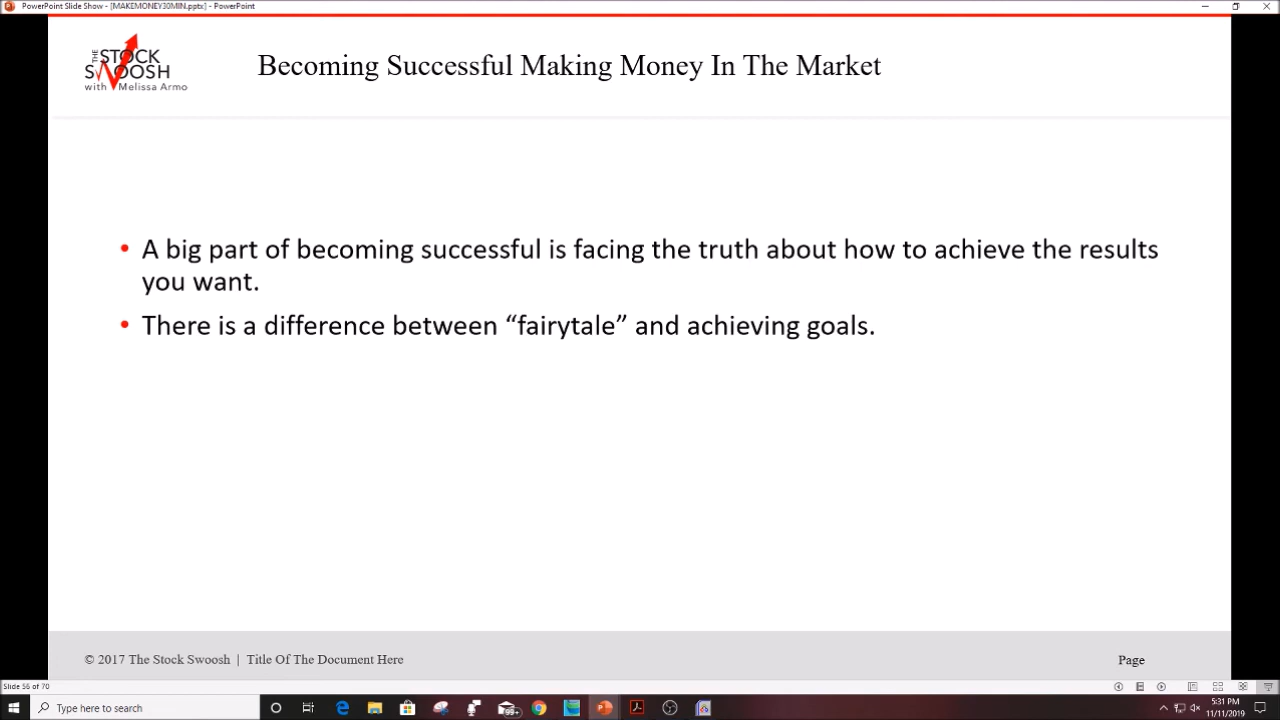 PowerPoint Slide Show - [MAKEMONEY30MIN.pptx] - PowerPoint
THE STOCK
SWOOSH
with Melissa Armo
Becoming Successful Making Money In The Market
• A big part of becoming successful is facing the truth about how to achieve the results
you want.
• There is a difference between “fairytale” and achieving goals.
© 2017 The Stock Swoosh | Title Of The Document Here
Page
Slide 56 of 70
Type here to search
99+
5:31 PM
11/11/2019